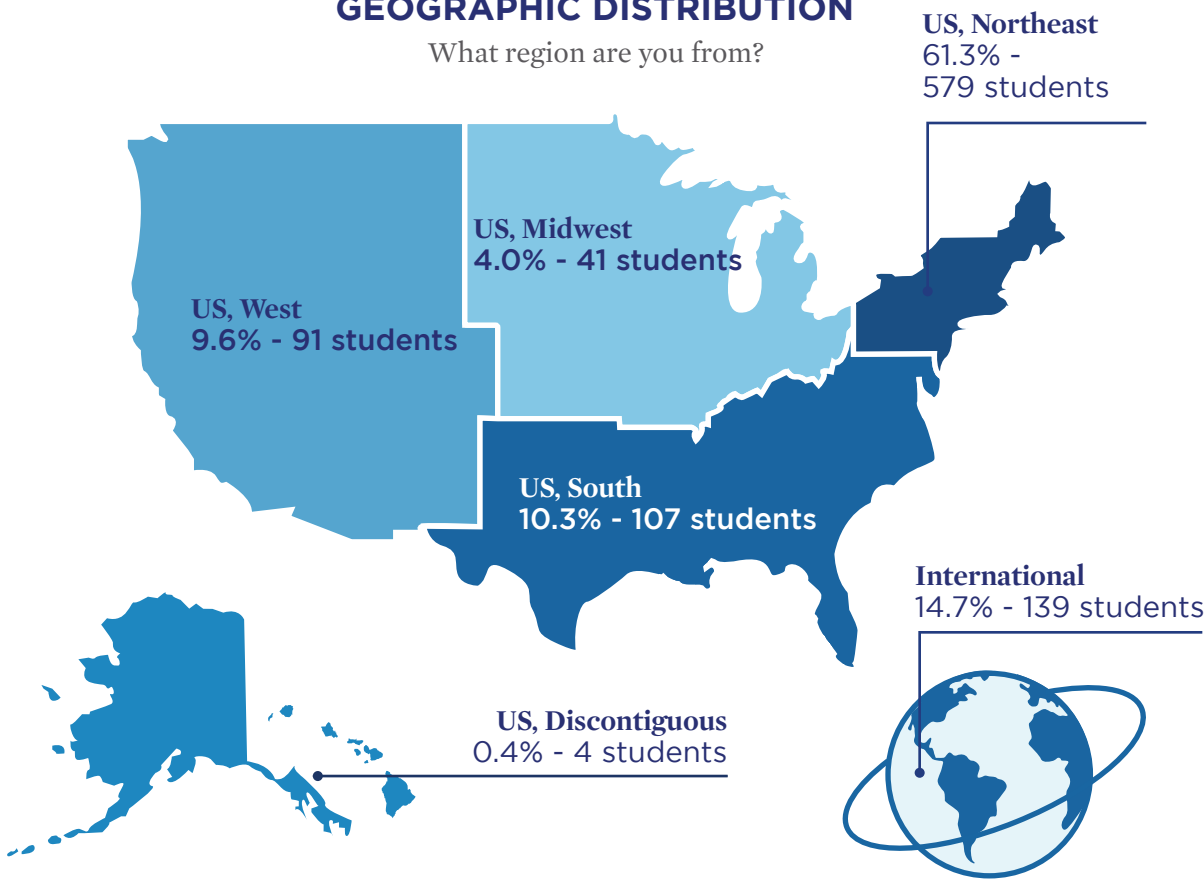 GEOGRAPHIC DISTRIBUTION
What region are you from?
US, Northeast
61.3% -
579 students
US, Midwest
4.0% - 41 students
US, West
9.6% - 91 students
US, South
10.3% - 107 students
International
14.7% - 139 students
US, Discontiguous
0.4% - 4 students